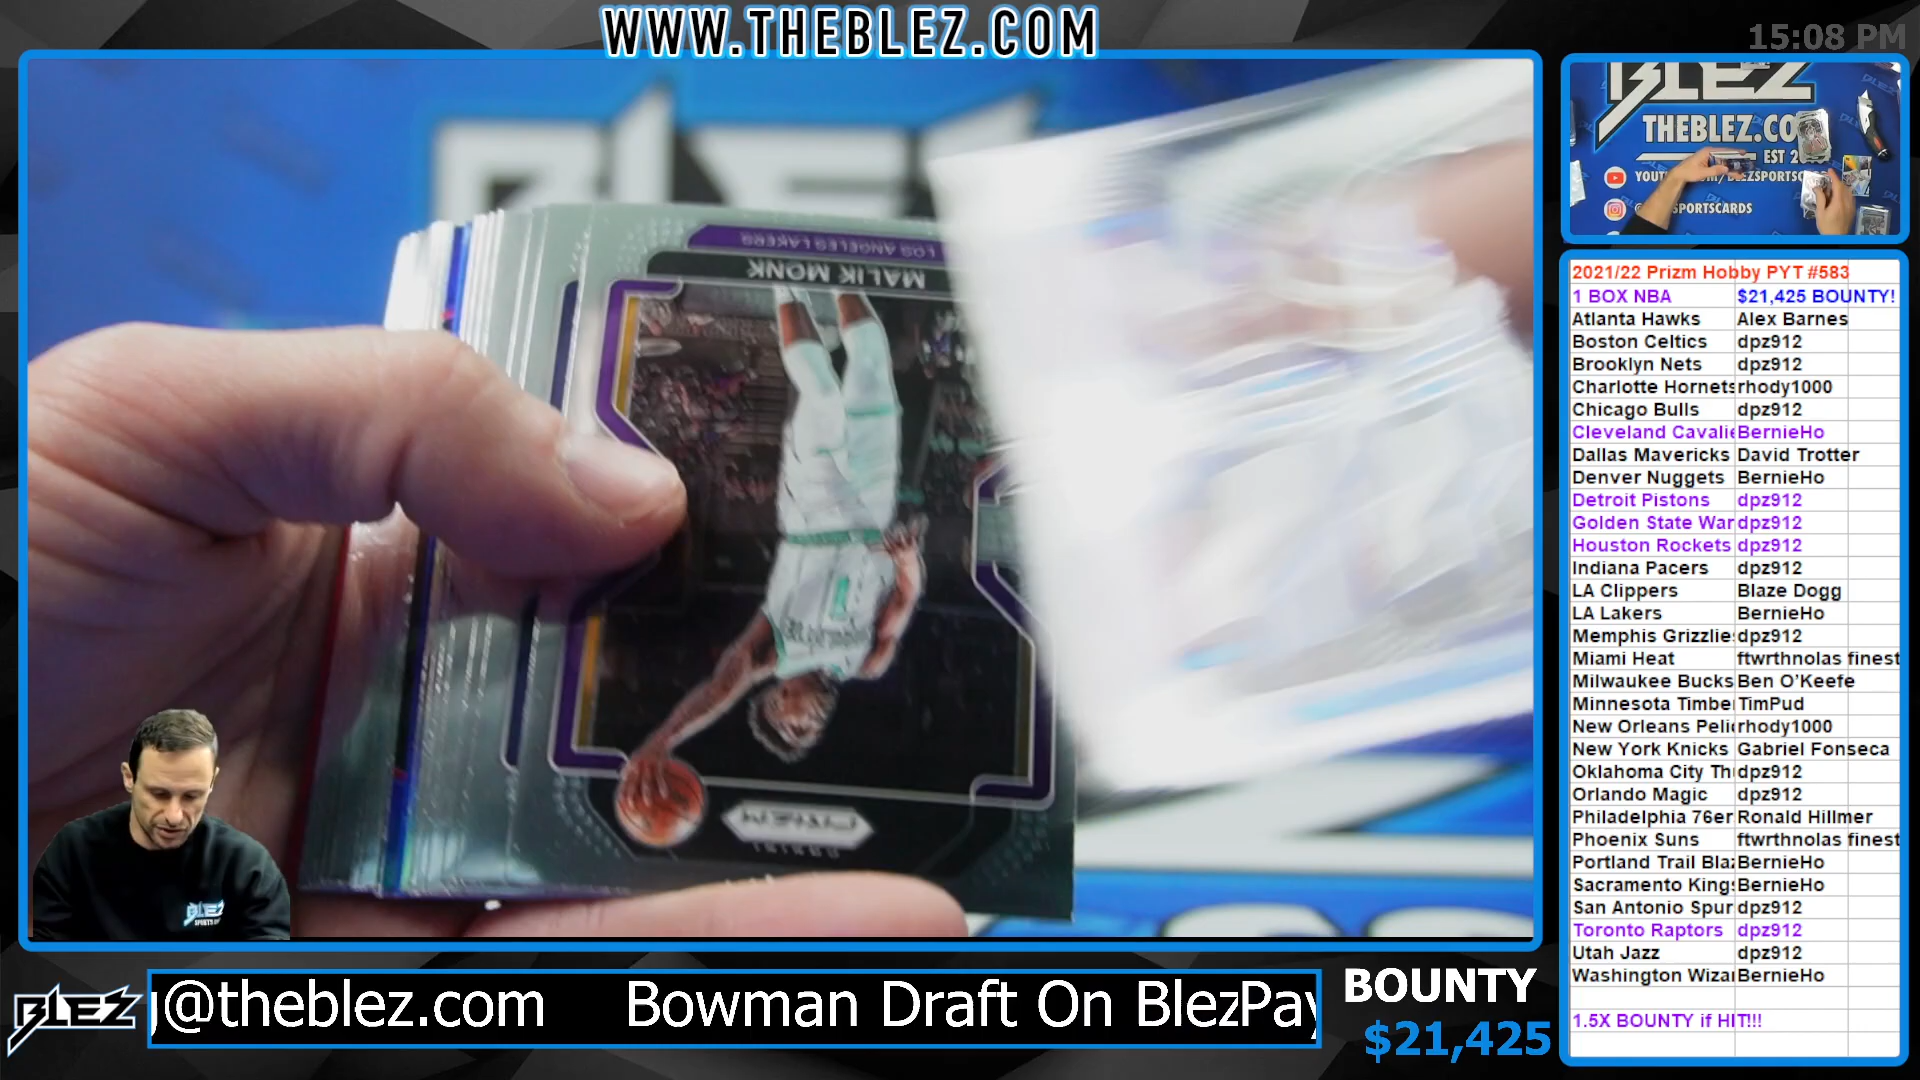 WWW.THEBLEZ.COM
15:08 PM
BLEZ
THEBLEZ.CO
EST 2
SPORTSCARDS
LOS ANGELES LAKERS
MALIK MONK
PRIZM
PANINI
BLEZ
2021/22 Prizm Hobby PYT #583
1 BOX NBA $21,425 BOUNTY!
Atlanta Hawks Alex Barnes
Boston Celtics dpz912
Brooklyn Nets dpz912
Charlotte Hornets rhody1000
Chicago Bulls dpz912
Cleveland Cavalie BernieHo
Dallas Mavericks David Trotter
Denver Nuggets BernieHo
Detroit Pistons dpz912
Golden State War dpz912
Houston Rockets dpz912
Indiana Pacers dpz912
LA Clippers Blaze Dogg
LA Lakers BernieHo
Memphis Grizzlie dpz912
Miami Heat ftwrthnolas finest
Milwaukee Bucks Ben O'Keefe
Minnesota Timbe TimPud
New Orleans Peli rhody1000
New York Knicks Gabriel Fonseca
Oklahoma City Th dpz912
Orlando Magic dpz912
Philadelphia 76er Ronald Hillmer
Phoenix Suns ftwrthnolas finest
Portland Trail Blaz BernieHo
Sacramento Kings BernieHo
San Antonio Spur dpz912
Toronto Raptors dpz912
Utah Jazz dpz912
Washington Wiza BernieHo
1.5X BOUNTY if HIT!!!
BLEZ
@theblez.com Bowman Draft On BlezPay
BOUNTY
$21,425